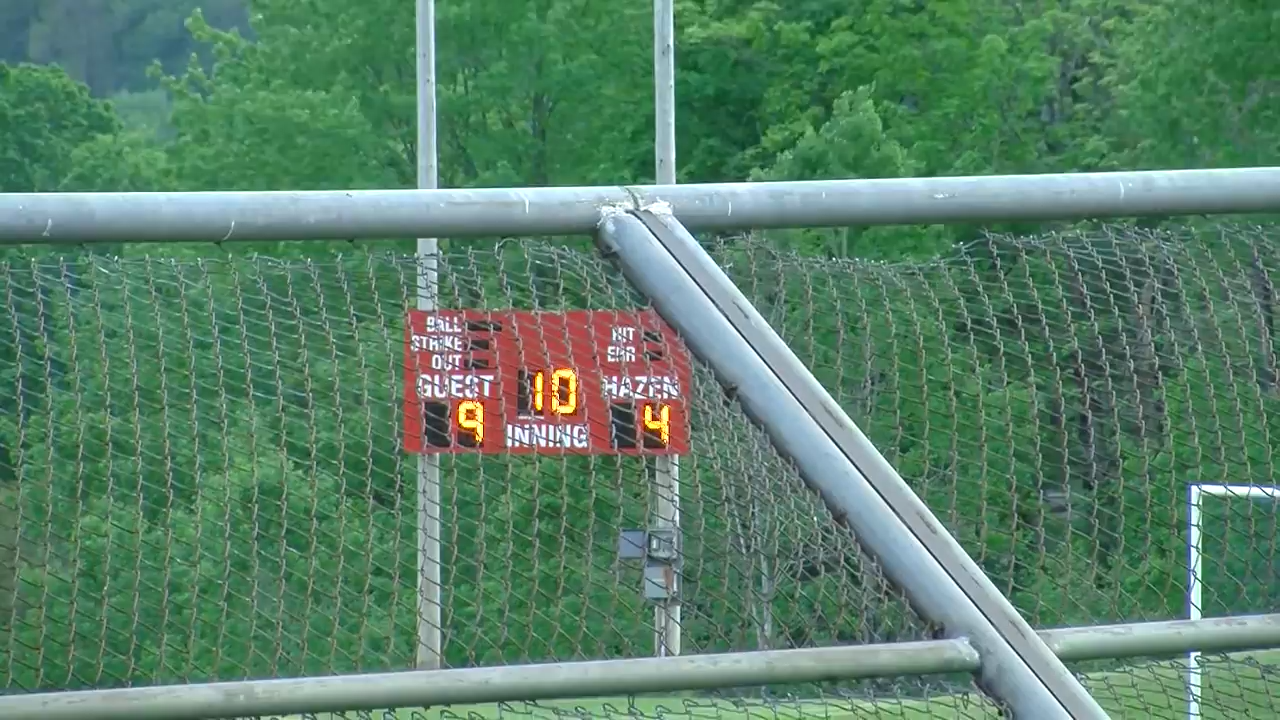 BALL
STRIKE
OUT
HIT
ERR
GUEST 10 HAZEN
9 INNING 4